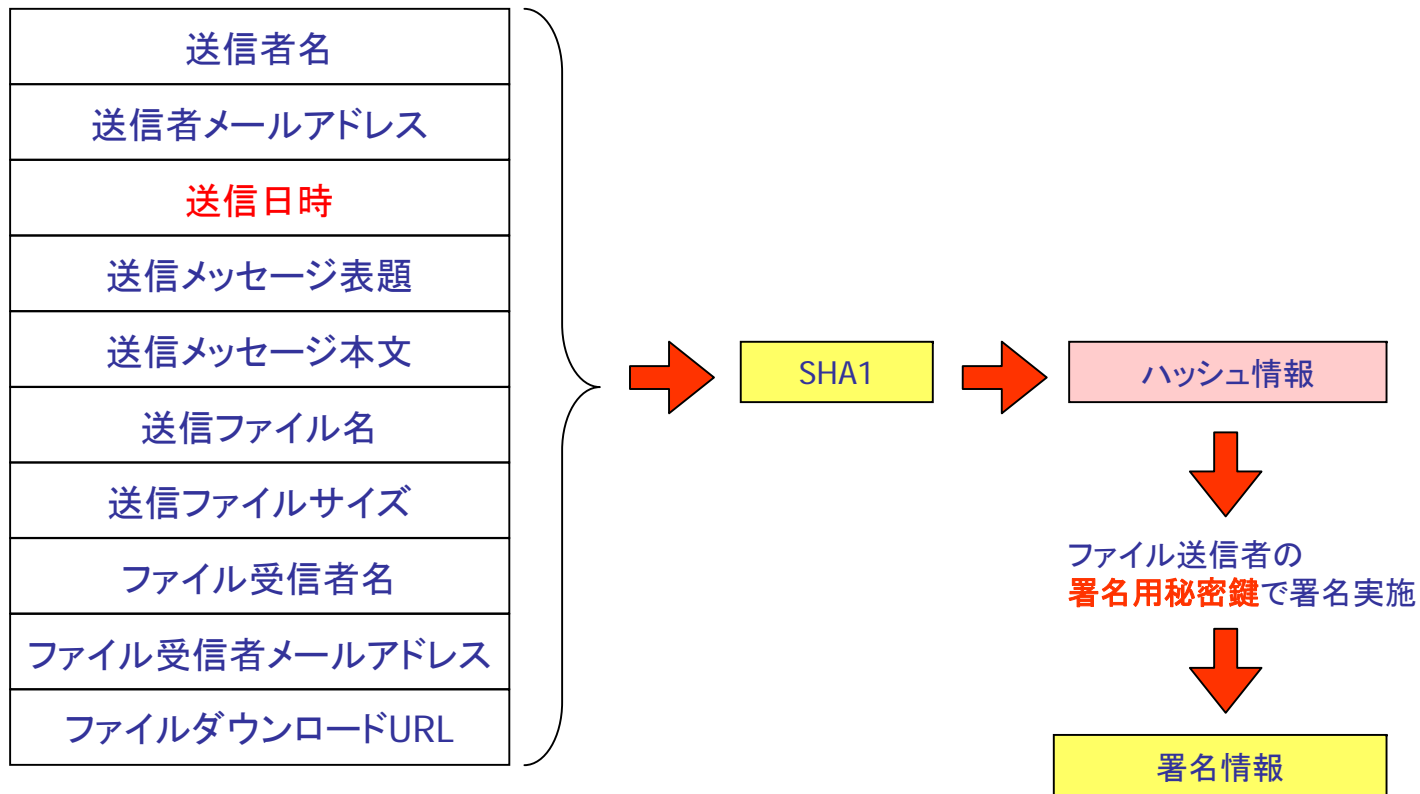 送信者名
送信者メールアドレス
送信日時
送信メッセージ表題
送信メッセージ本文
送信ファイル名
送信ファイルサイズ
ファイル受信者名
ファイル受信者メールアドレス
ファイルダウンロードURL
SHA1
ハッシュ情報
ファイル送信者の
署名用秘密鍵で署名実施
署名情報